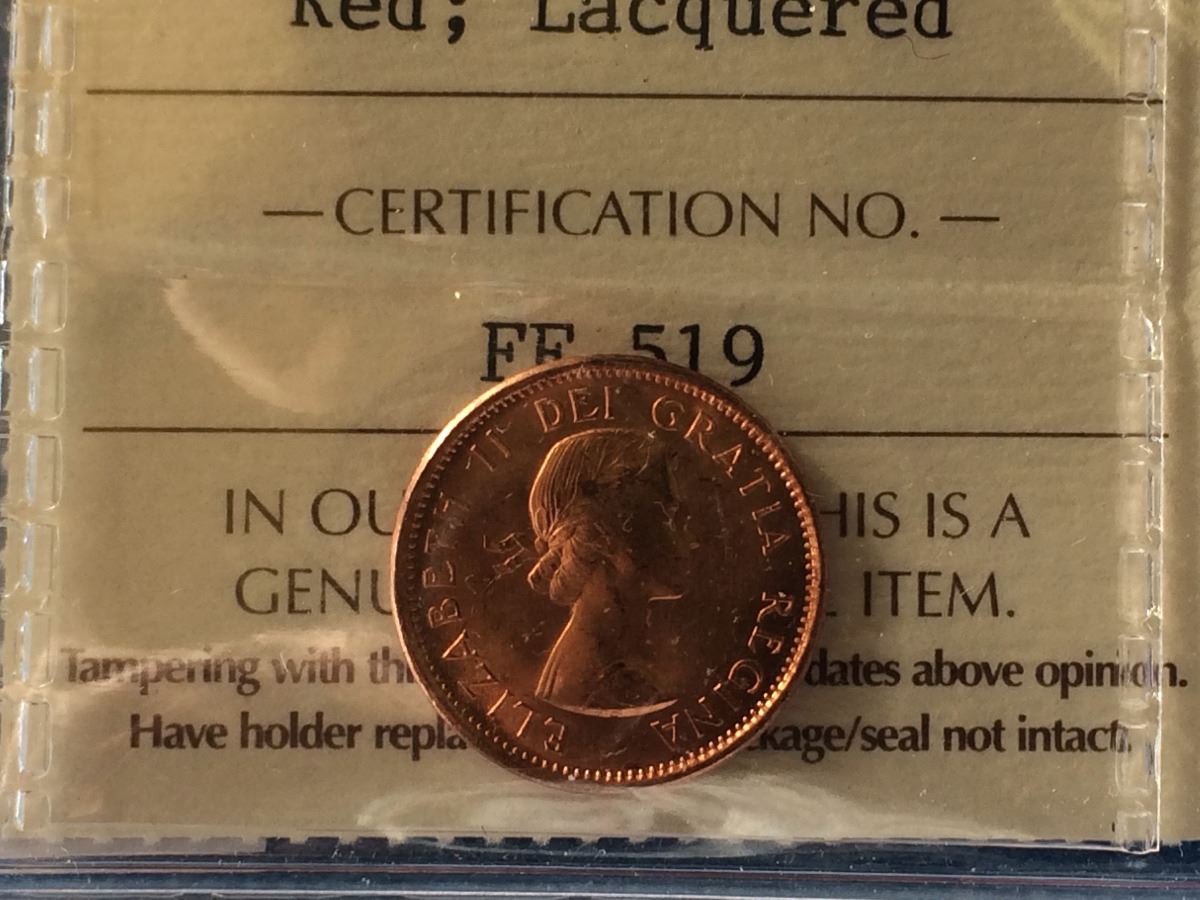 Red; Lacquered
—CERTIFICATION NO. —
FE 519
IN OU HIS IS A
GENU ITEM.
Tampering with th dates above opinion.
Have holder repla kage/seal not intact.
ELIZABETH II DEI GRATIA REGINA